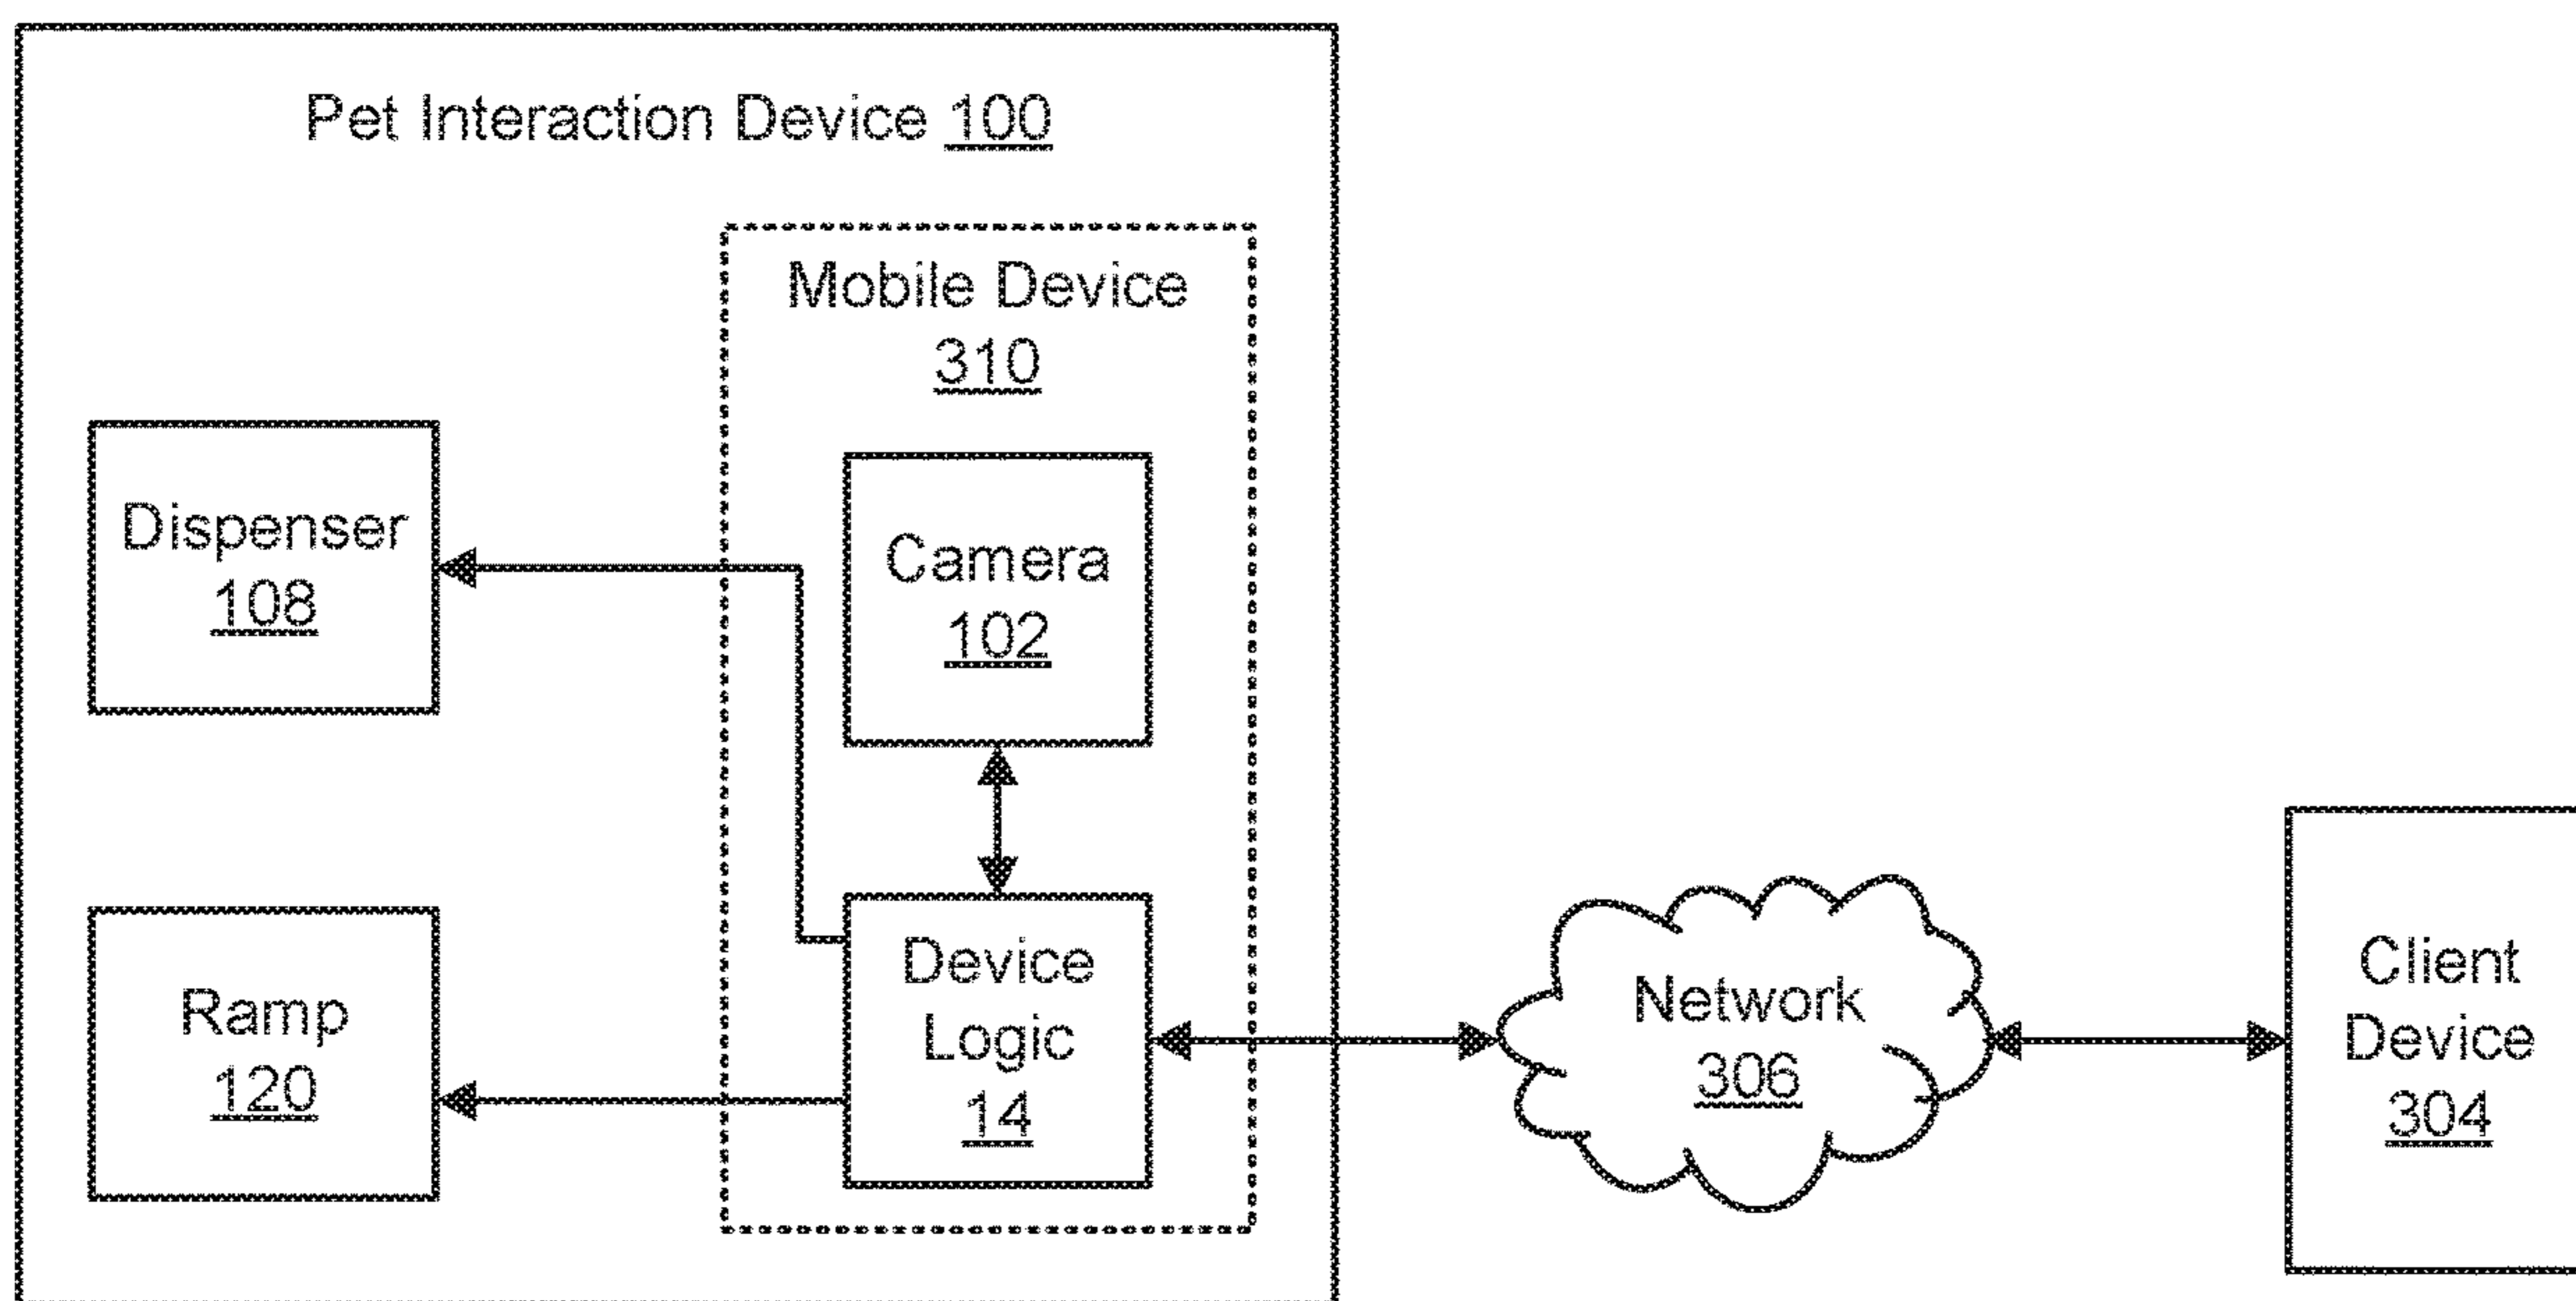 Pet Interaction Device 100
Mobile Device
310
Dispenser
108
Camera
102
Ramp
120
Device
Logic
14
Network
306
Client
Device
304